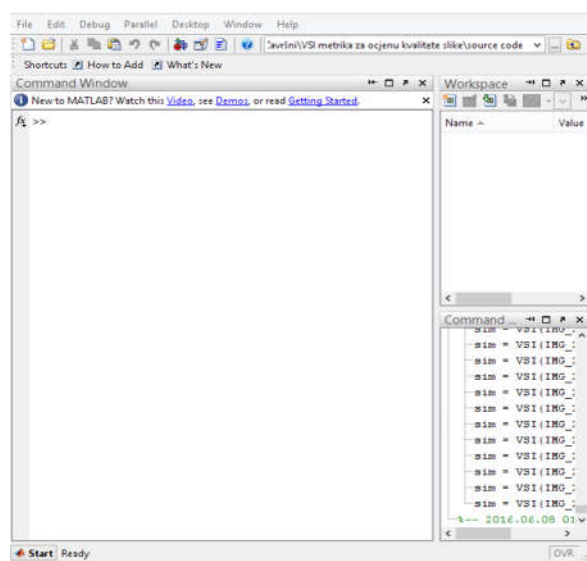 File Edit Debug Parallel Desktop Window Help
Završni\VSI metrika za ocjenu kvalitete slike\source code
Shortcuts How to Add What's New
Command Window
New to MATLAB? Watch this Video, see Demos, or read Getting Started.
fx >>
Workspace
Name Value
Command ...
sim = VSI(IMG_
sim = VSI(IMG_
sim = VSI(IMG_
sim = VSI(IMG_
sim = VSI(IMG_
sim = VSI(IMG_
sim = VSI(IMG_
sim = VSI(IMG_
sim = VSI(IMG_
sim = VSI(IMG_
sim = VSI(IMG_
sim = VSI(IMG_
%-- 2016.06.08 01
Start Ready
OVR